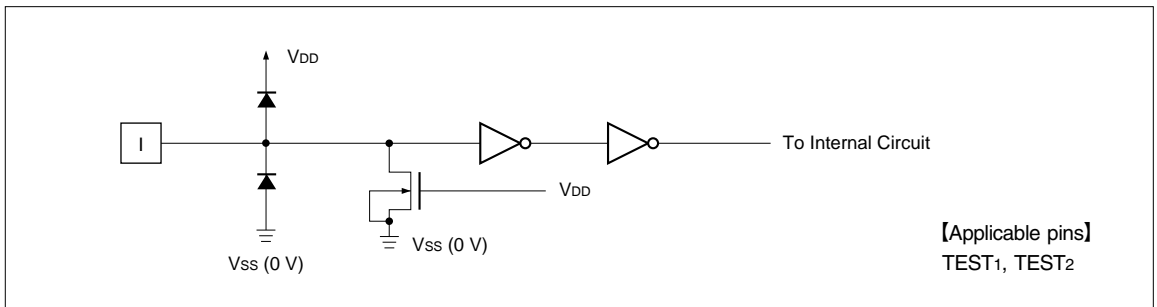 VDD
I
To Internal Circuit
VDD
Vss (0 V)
Vss (0 V)
【Applicable pins】
TEST1, TEST2